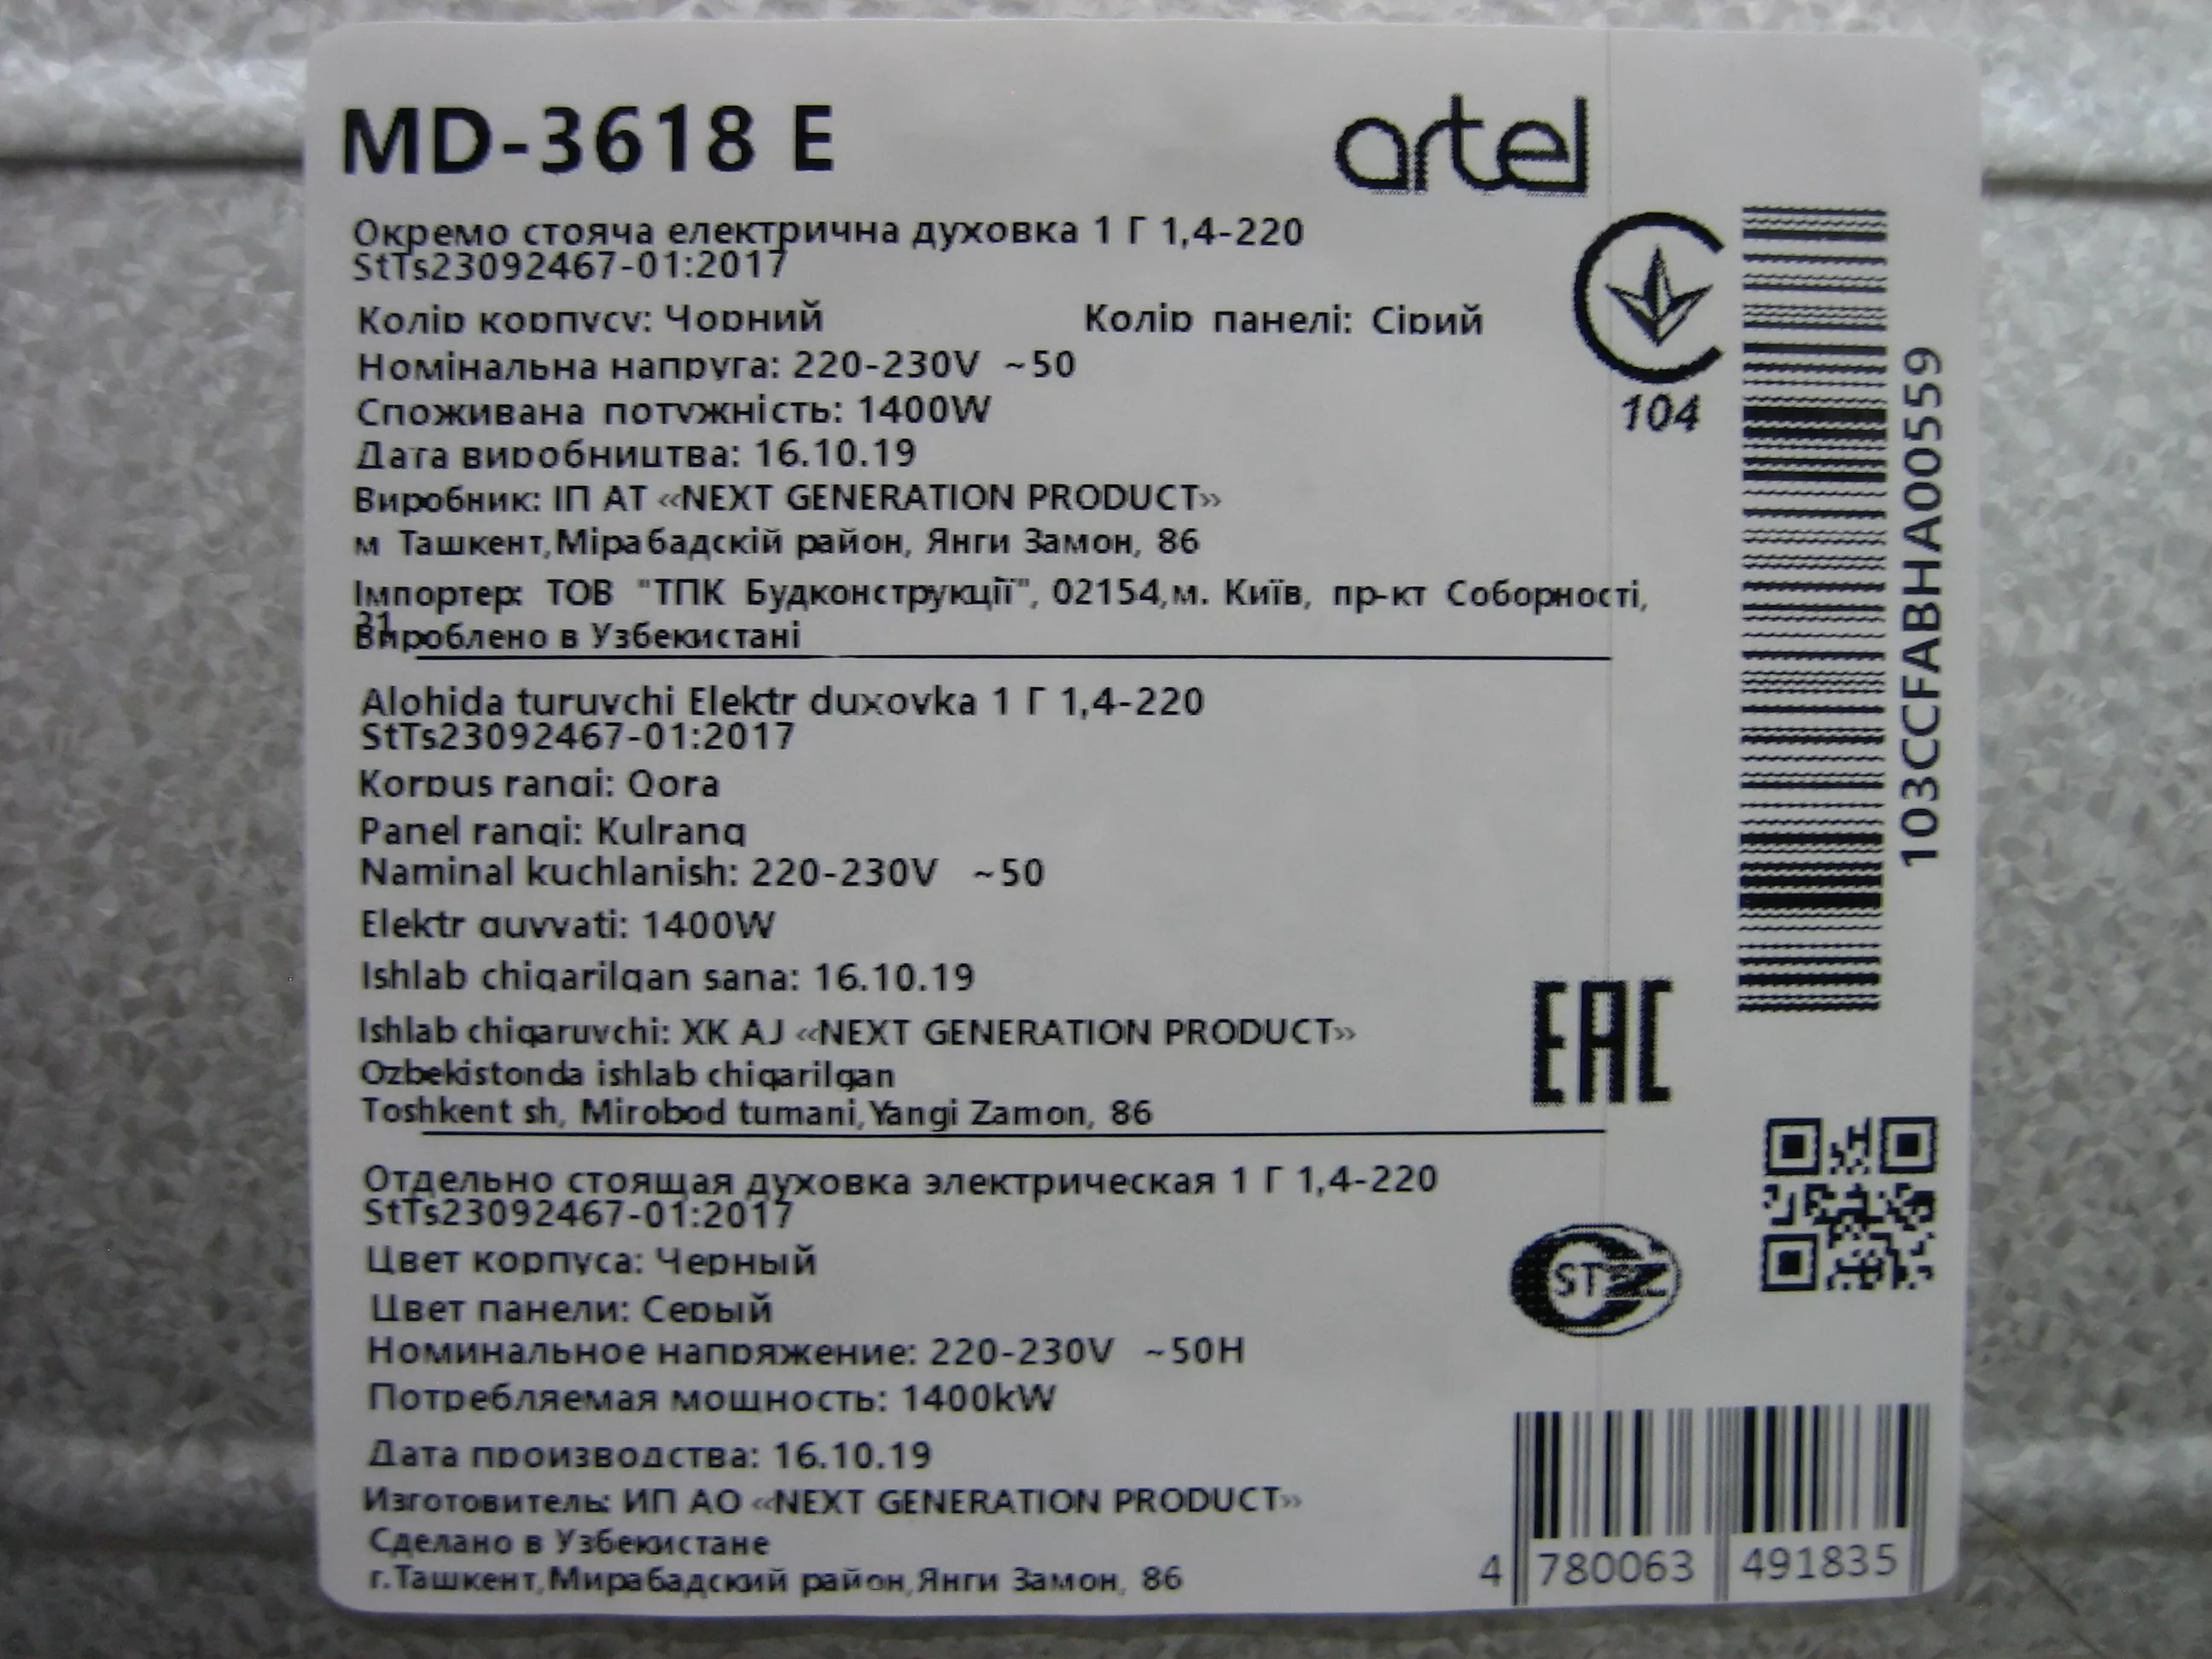 MD-3618 E
artel
Окремо стояча електрична духовка 1 Г 1,4-220
StTs23092467-01:2017
Колір корпусу: Чорний Колір панелі: Сірий
Номінальна напруга: 220-230V ~50
Споживана потужність: 1400W
Дата виробництва: 16.10.19
Виробник: ІП АТ «NEXT GENERATION PRODUCT»
м Ташкент,Мірабадскій район, Янги Замон, 86
Імпортер: ТОВ "ТПК Будконструкції", 02154,м. Київ, пр-кт Соборності,
21
Вироблено в Узбекистані
104
103CCFABHA00559
Alohida turuvchi Elektr duxovka 1 Г 1,4-220
StTs23092467-01:2017
Korpus rangi: Qora
Panel rangi: Kulrang
Naminal kuchlanish: 220-230V ~50
Elektr quvvati: 1400W
Ishlab chiqarilgan sana: 16.10.19
Ishlab chiqaruvchi: XK AJ «NEXT GENERATION PRODUCT»
Ozbekistonda ishlab chiqarilgan
Toshkent sh, Mirobod tumani,Yangi Zamon, 86
EAC
Отдельно стоящая духовка электрическая 1 Г 1,4-220
StTs23092467-01:2017
Цвет корпуса: Черный
Цвет панели: Серый
Номинальное напряжение: 220-230V ~50H
Потребляемая мощность: 1400kW
Дата производства: 16.10.19
Изготовитель: ИП АО «NEXT GENERATION PRODUCT»
Сделано в Узбекистане
г.Ташкент,Мирабадский район,Янги Замон, 86
4 780063 491835